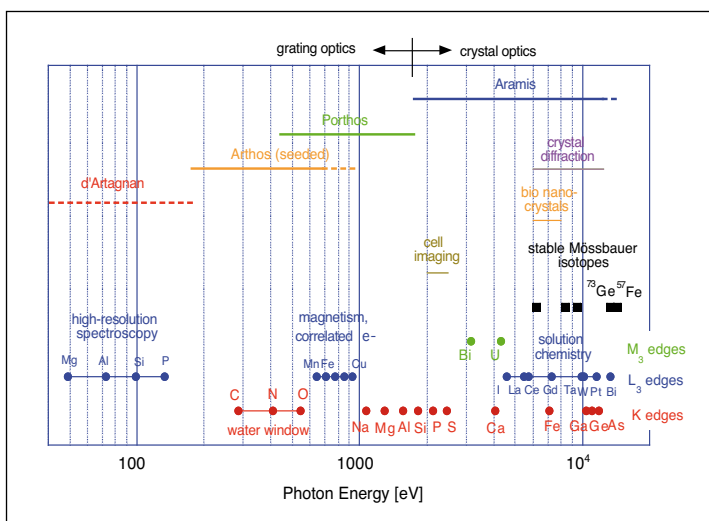 grating optics crystal optics
Aramis
Porthos
crystal
diffraction
Arthos (seeded)
d'Artagnan
bio nano-
crystals
cell
imaging
stable Mössbauer
isotopes
73Ge 57Fe
high-resolution
spectroscopy
magnetism,
correlated e-
solution
chemistry
Bi U M3 edges
Mg Al Si P
Mn Fe Cu
I La Ce Gd Ta W Pt Bi L3 edges
C N O
water window
Na Mg Al Si P S Ca Fe Ga Ge As K edges
100 1000 10^4
Photon Energy [eV]